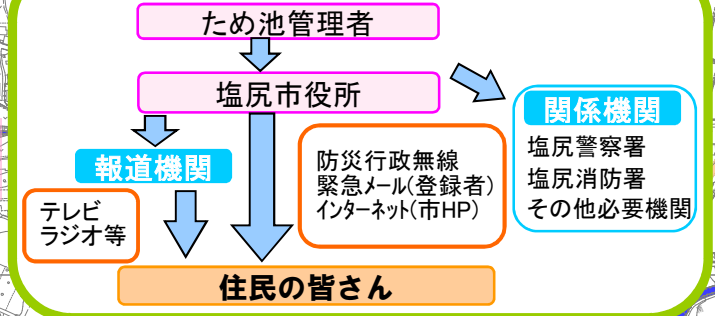 ため池管理者
塩尻市役所
関係機関
塩尻警察署
塩尻消防署
その他必要機関
報道機関
防災行政無線
緊急メール(登録者)
インターネット(市HP)
テレビ
ラジオ等
住民の皆さん